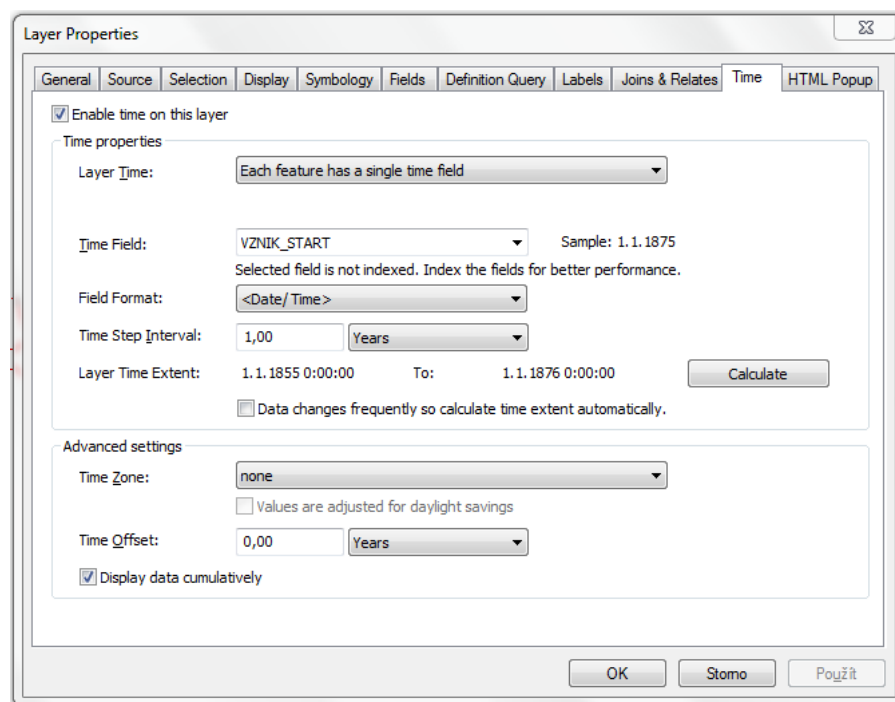 Layer Properties
General Source Selection Display Symbology Fields Definition Query Labels Joins & Relates Time HTML Popup
Enable time on this layer
Time properties
Layer Time: Each feature has a single time field
Time Field: VZNIK_START Sample: 1.1.1875
Selected field is not indexed. Index the fields for better performance.
Field Format: <Date/Time>
Time Step Interval: 1,00 Years
Layer Time Extent: 1.1.1855 0:00:00 To: 1.1.1876 0:00:00 Calculate
Data changes frequently so calculate time extent automatically.
Advanced settings
Time Zone: none
Values are adjusted for daylight savings
Time Offset: 0,00 Years
Display data cumulatively
OK Storno Použít